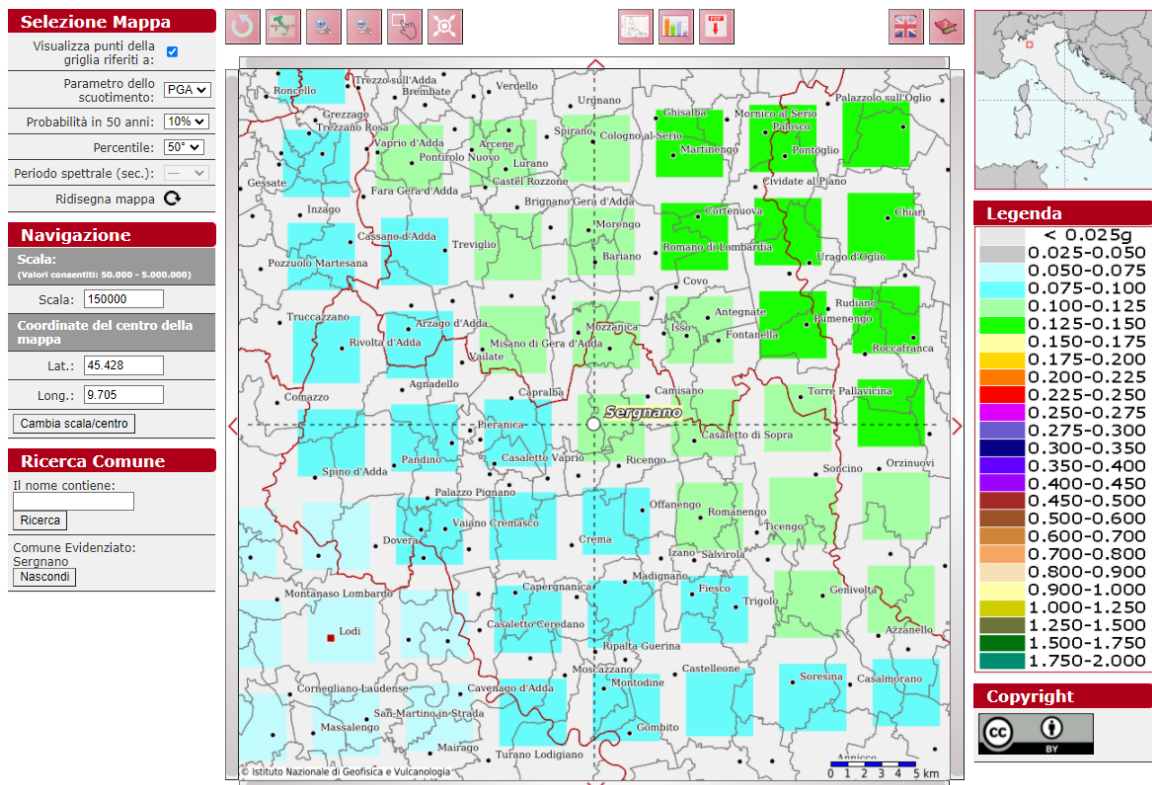 Selezione Mappa
Visualizza punti della
griglia riferiti a:
Parametro dello
scuotimento:
PGA
Probabilità in 50 anni:
10%
Percentile:
50°
Periodo spettrale (sec.):
---
Ridisegna mappa
Navigazione
Scala:
(Valori consentiti: 50.000 - 5.000.000)
Scala:
150000
Coordinate del centro della
mappa
Lat.:
45.428
Long.:
9.705
Cambia scala/centro
Ricerca Comune
Il nome contiene:
Ricerca
Comune Evidenziato:
Sergnano
Nascondi
Trezzo sull'Adda
Verdello
Roncello
Brembate
Urgnano
Grezzago
Ghisalba
Mornico al Serio
Palazzolo sull'Oglio
Trezzano Rosa
Spirano
Cologno al Serio
Palosco
Vaprio d'Adda
Arcene
Pontirolo Nuovo
Lurano
Martinengo
Pontoglio
Gessate
Castel Rozzone
Fara Gera d'Adda
Cividate al Piano
Inzago
Brignano Gera d'Adda
Cortenuova
Chiari
Cassano d'Adda
Treviglio
Morengo
Romano di Lombardia
Pozzuolo Martesana
Bariano
Urago d'Oglio
Covo
Truccazzano
Arzago d'Adda
Mozzanica
Isso
Antegnate
Rudiano
Pumenengo
Rivolta d'Adda
Misano di Gera d'Adda
Fontanella
Roccafranca
Vailate
Agnadello
Capralba
Camisano
Torre Pallavicina
Comazzo
Sergnano
Pieranica
Casaletto di Sopra
Pandino
Casaletto Vaprio
Ricengo
Spino d'Adda
Soncino
Orzinuovi
Palazzo Pignano
Offanengo
Romanengo
Vaiano Cremasco
Ticengo
Dovera
Crema
Izano
Salvirola
Madignano
Montanaso Lombardo
Capergnanica
Fiesco
Genivolta
Trigolo
Lodi
Casaletto Ceredano
Azzanello
Ripalta Guerina
Moscazzano
Castelleone
Cornegliano Laudense
Cavenago d'Adda
Montodine
Soresina
Casalmorano
San Martino in Strada
Massalengo
Gombito
Mairago
Turano Lodigiano
Annicco
© Istituto Nazionale di Geofisica e Vulcanologia
0 1 2 3 4 5 km
PDF
Legenda
< 0.025g
0.025-0.050
0.050-0.075
0.075-0.100
0.100-0.125
0.125-0.150
0.150-0.175
0.175-0.200
0.200-0.225
0.225-0.250
0.250-0.275
0.275-0.300
0.300-0.350
0.350-0.400
0.400-0.450
0.450-0.500
0.500-0.600
0.600-0.700
0.700-0.800
0.800-0.900
0.900-1.000
1.000-1.250
1.250-1.500
1.500-1.750
1.750-2.000
Copyright
cc
BY